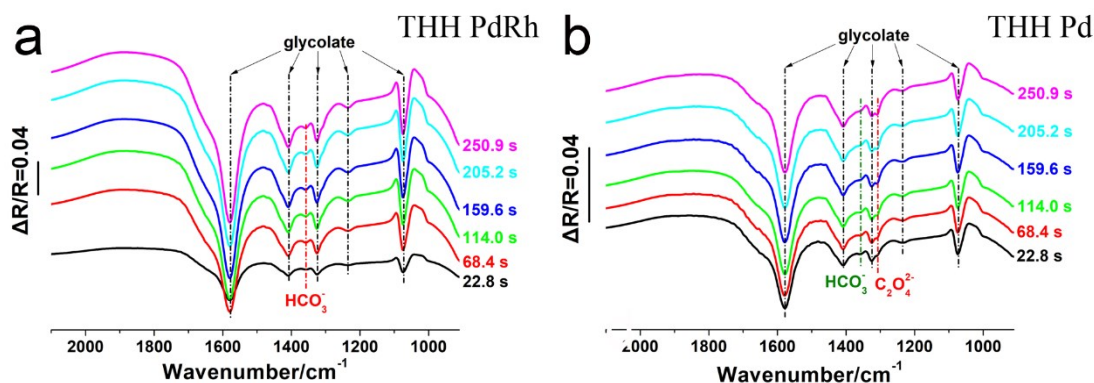 a
THH PdRh
glycolate
ΔR/R=0.04
250.9 s
205.2 s
159.6 s
114.0 s
68.4 s
22.8 s
HCO₃⁻
2000 1800 1600 1400 1200 1000
Wavenumber/cm⁻¹
b
THH Pd
glycolate
ΔR/R=0.04
250.9 s
205.2 s
159.6 s
114.0 s
68.4 s
22.8 s
HCO₃⁻ C₂O₄²⁻
2000 1800 1600 1400 1200 1000
Wavenumber/cm⁻¹